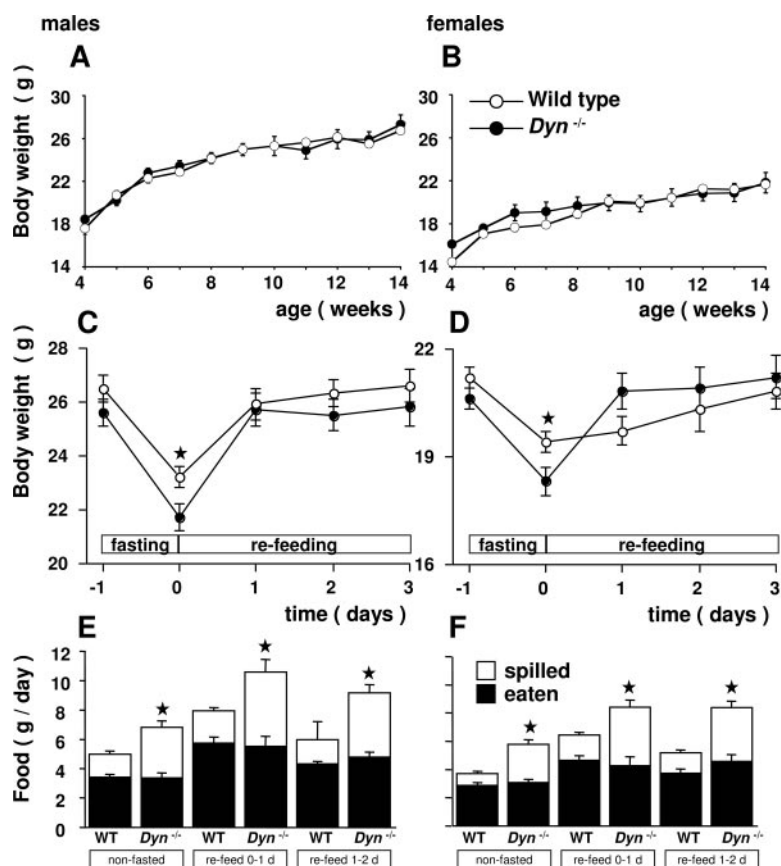 males
females
A
B
Body weight ( g )
30
26
22
18
14
30
26
22
18
14
Wild type
Dyn -/-
4 6 8 10 12 14
4 6 8 10 12 14
age ( weeks )
age ( weeks )
C
D
Body weight ( g )
28
26
24
22
20
21
19
16
fasting
re-feeding
fasting
re-feeding
-1 0 1 2 3
-1 0 1 2 3
time ( days )
time ( days )
E
F
Food ( g / day )
12
10
8
6
4
2
0
spilled
eaten
WT Dyn -/- WT Dyn -/- WT Dyn -/-
WT Dyn -/- WT Dyn -/- WT Dyn -/-
non-fasted
re-feed 0-1 d
re-feed 1-2 d
non-fasted
re-feed 0-1 d
re-feed 1-2 d